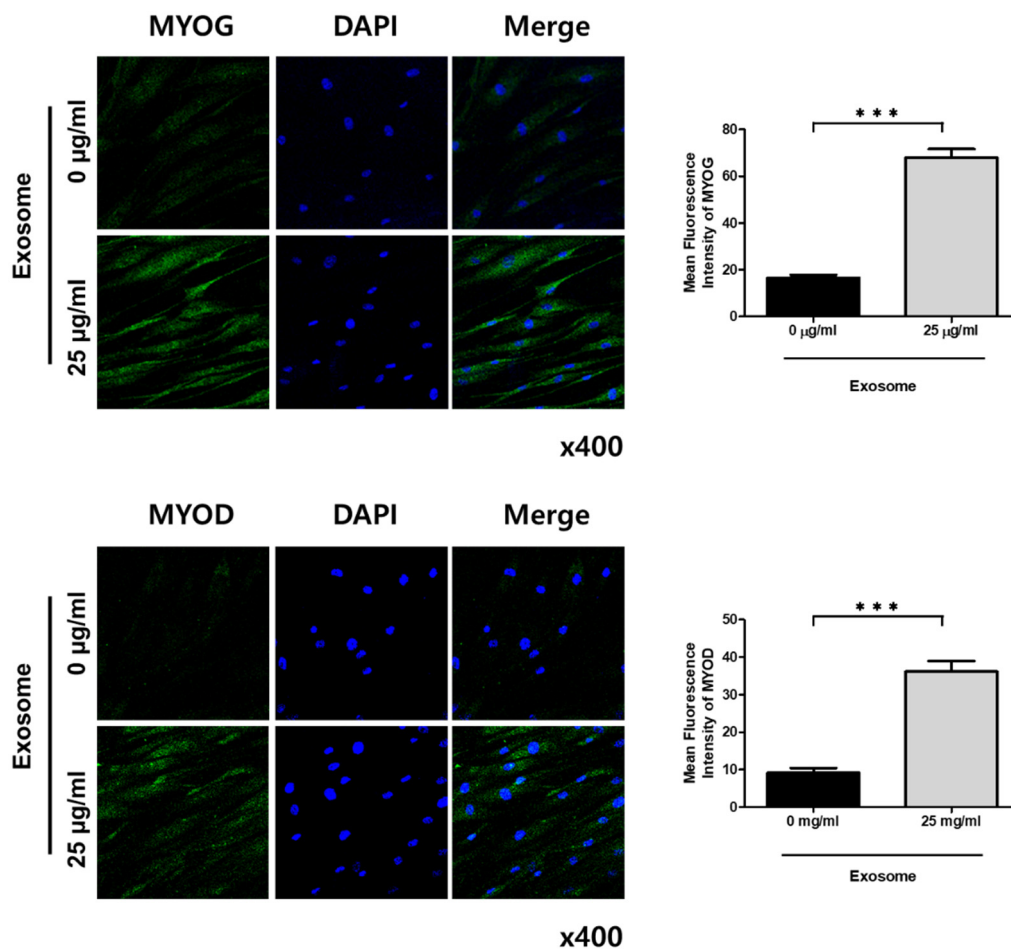 MYOG DAPI Merge
Exosome
0 µg/ml
25 µg/ml
x400
Mean Fluorescence
Intensity of MYOG
80
60
40
20
0
* * *
0 µg/ml 25 µg/ml
Exosome
MYOD DAPI Merge
Exosome
0 µg/ml
25 µg/ml
x400
Mean Fluorescence
Intensity of MYOD
50
40
30
20
10
0
* * *
0 mg/ml 25 mg/ml
Exosome